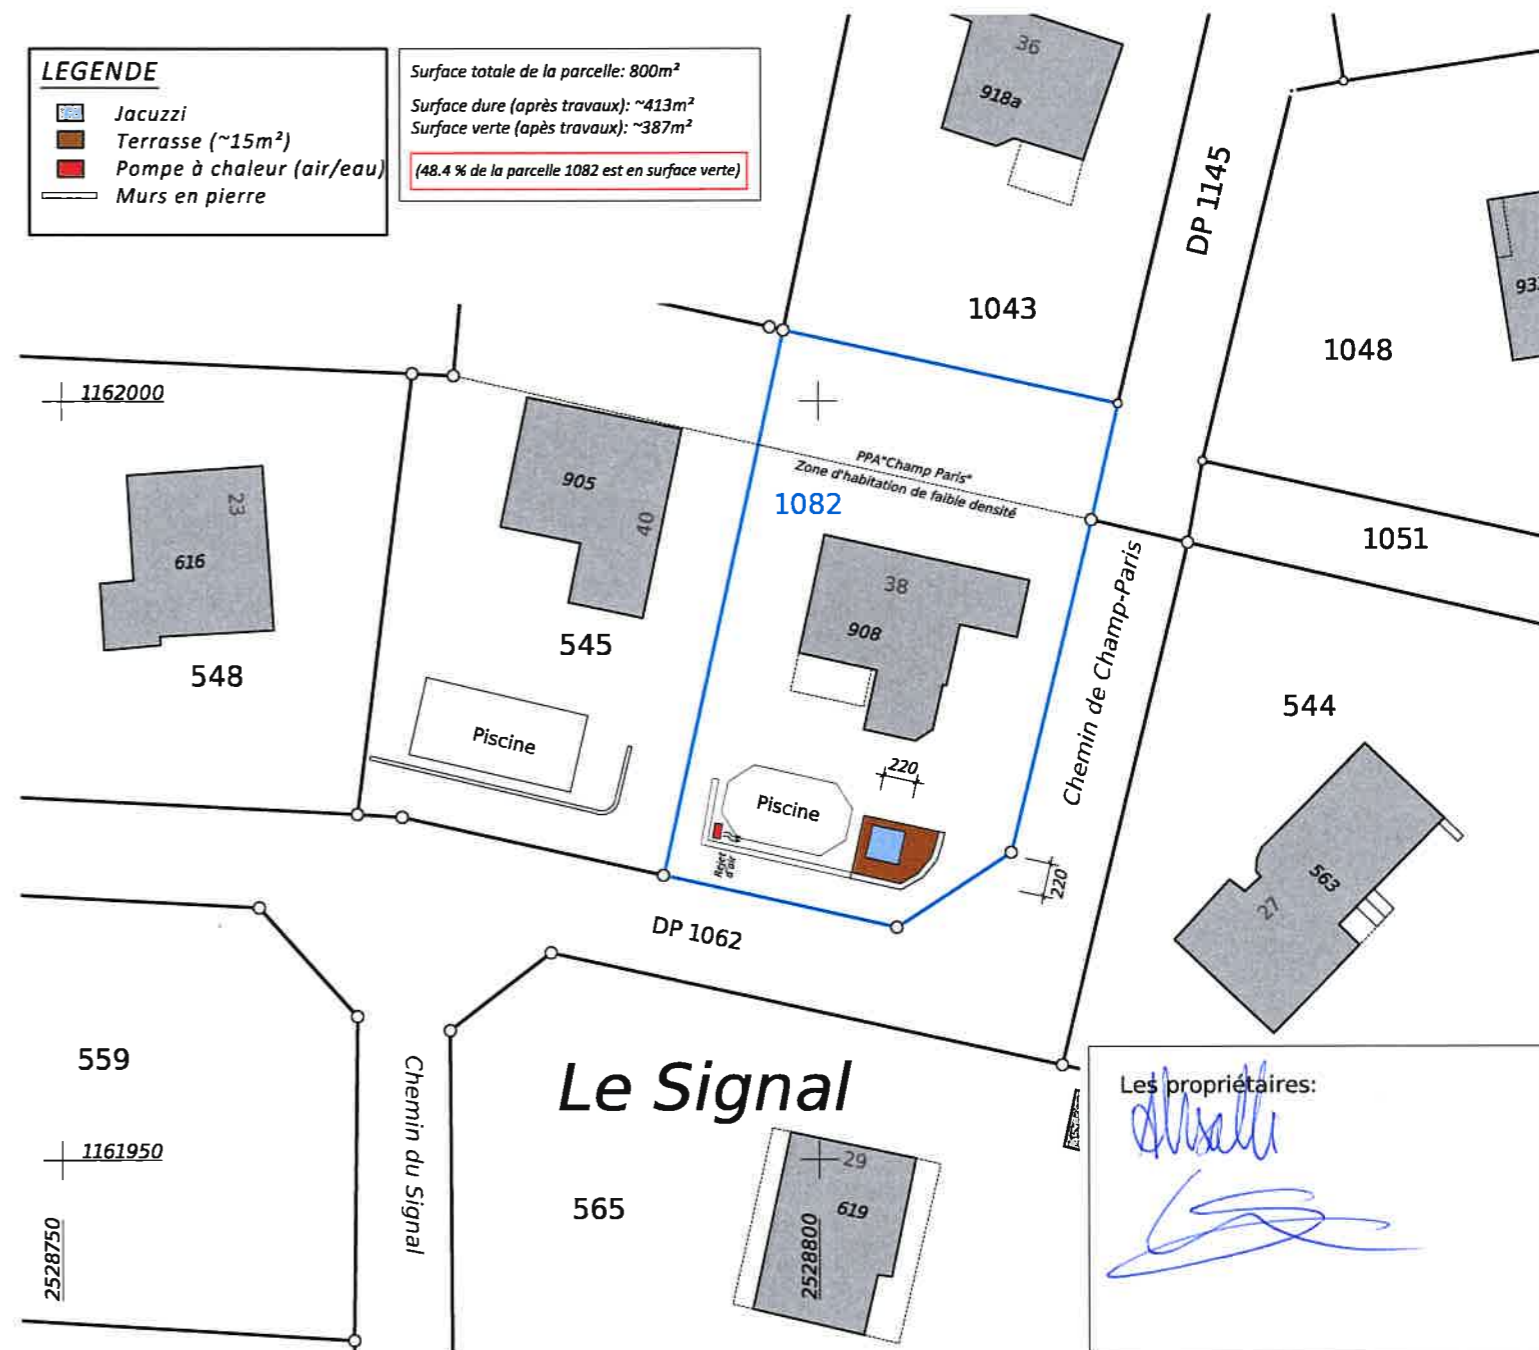 LEGENDE
Jacuzzi
Terrasse (~15m²)
Pompe à chaleur (air/eau)
Murs en pierre
Surface totale de la parcelle: 800m²
Surface dure (après travaux): ~413m²
Surface verte (apès travaux): ~387m²
(48.4 % de la parcelle 1082 est en surface verte)
36
918a
DP 1145
1043
1048
1162000
PPA"Champ Paris"
Zone d'habitation de faible densité
905
40
1082
23
616
1051
38
908
545
548
Chemin de Champ-Paris
544
Piscine
220
Piscine
Rejet
d'air
220
563
27
DP 1062
559
Chemin du Signal
Le Signal
Les propriétaires:
1161950
29
565
619
2528750
2528800